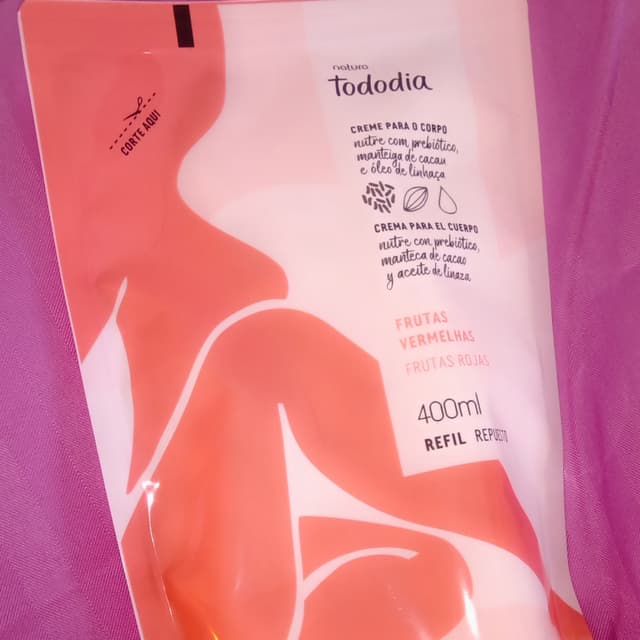 CORTE AQUI
natura
Tododia
CREME PARA O CORPO
nutre com prebiótico,
manteiga de cacau
e óleo de linhaça
CREMA PARA EL CUERPO
nutre con prebiótico,
manteca de cacao
y aceite de linaza
FRUTAS
VERMELHAS
FRUTAS ROJAS
400ml
REFIL REPUESTO